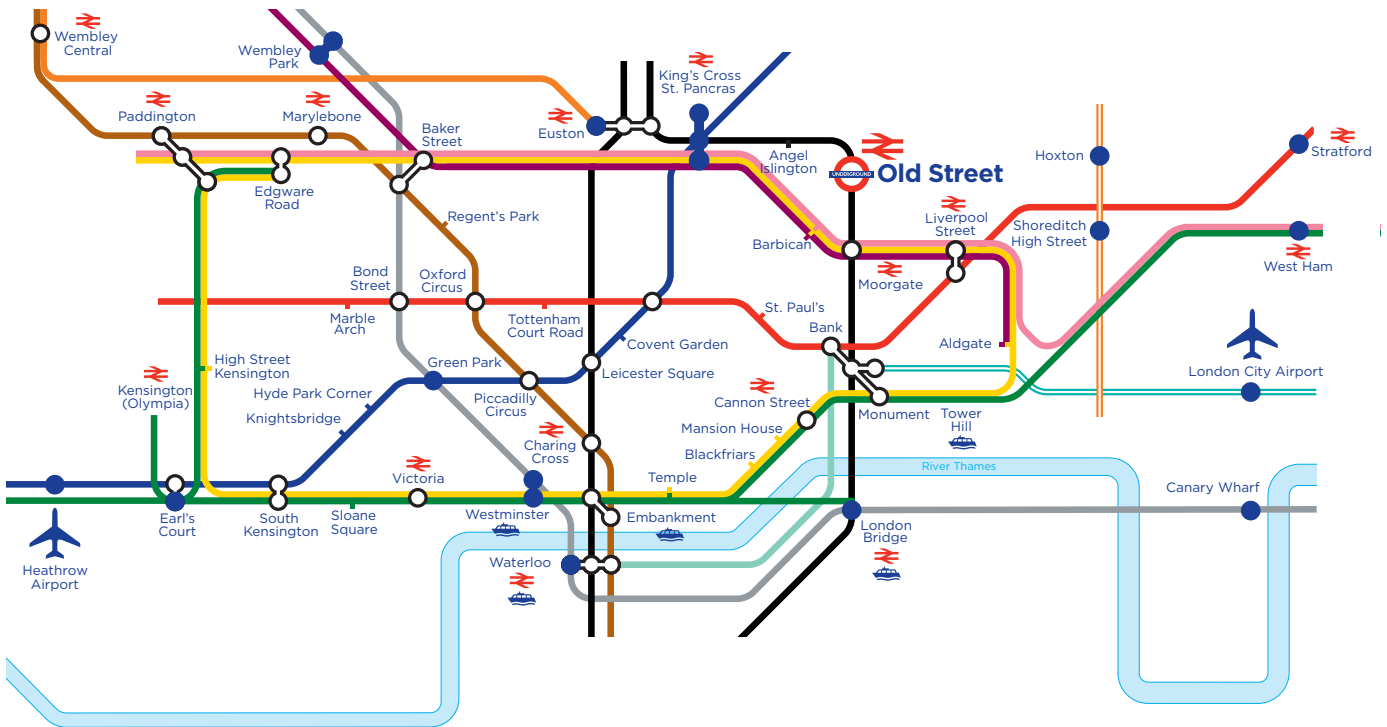 Wembley
Central
Wembley
Park
King's Cross
St. Pancras
Paddington
Marylebone
Euston
Baker
Street
Angel
Islington
UNDERGROUND
Old Street
Hoxton
Stratford
Edgware
Road
Regent's Park
Barbican
Liverpool
Street
Shoreditch
High Street
West Ham
Moorgate
Bond
Street
Oxford
Circus
Marble
Arch
Tottenham
Court Road
St. Paul's
Bank
Covent Garden
Aldgate
High Street
Kensington
Green Park
Leicester Square
London City Airport
Kensington
(Olympia)
Hyde Park Corner
Knightsbridge
Piccadilly
Circus
Cannon Street
Monument
Tower
Hill
Mansion House
Blackfriars
Charing
Cross
River Thames
Victoria
Temple
Canary Wharf
Earl's
Court
South
Kensington
Sloane
Square
Westminster
Embankment
London
Bridge
Heathrow
Airport
Waterloo